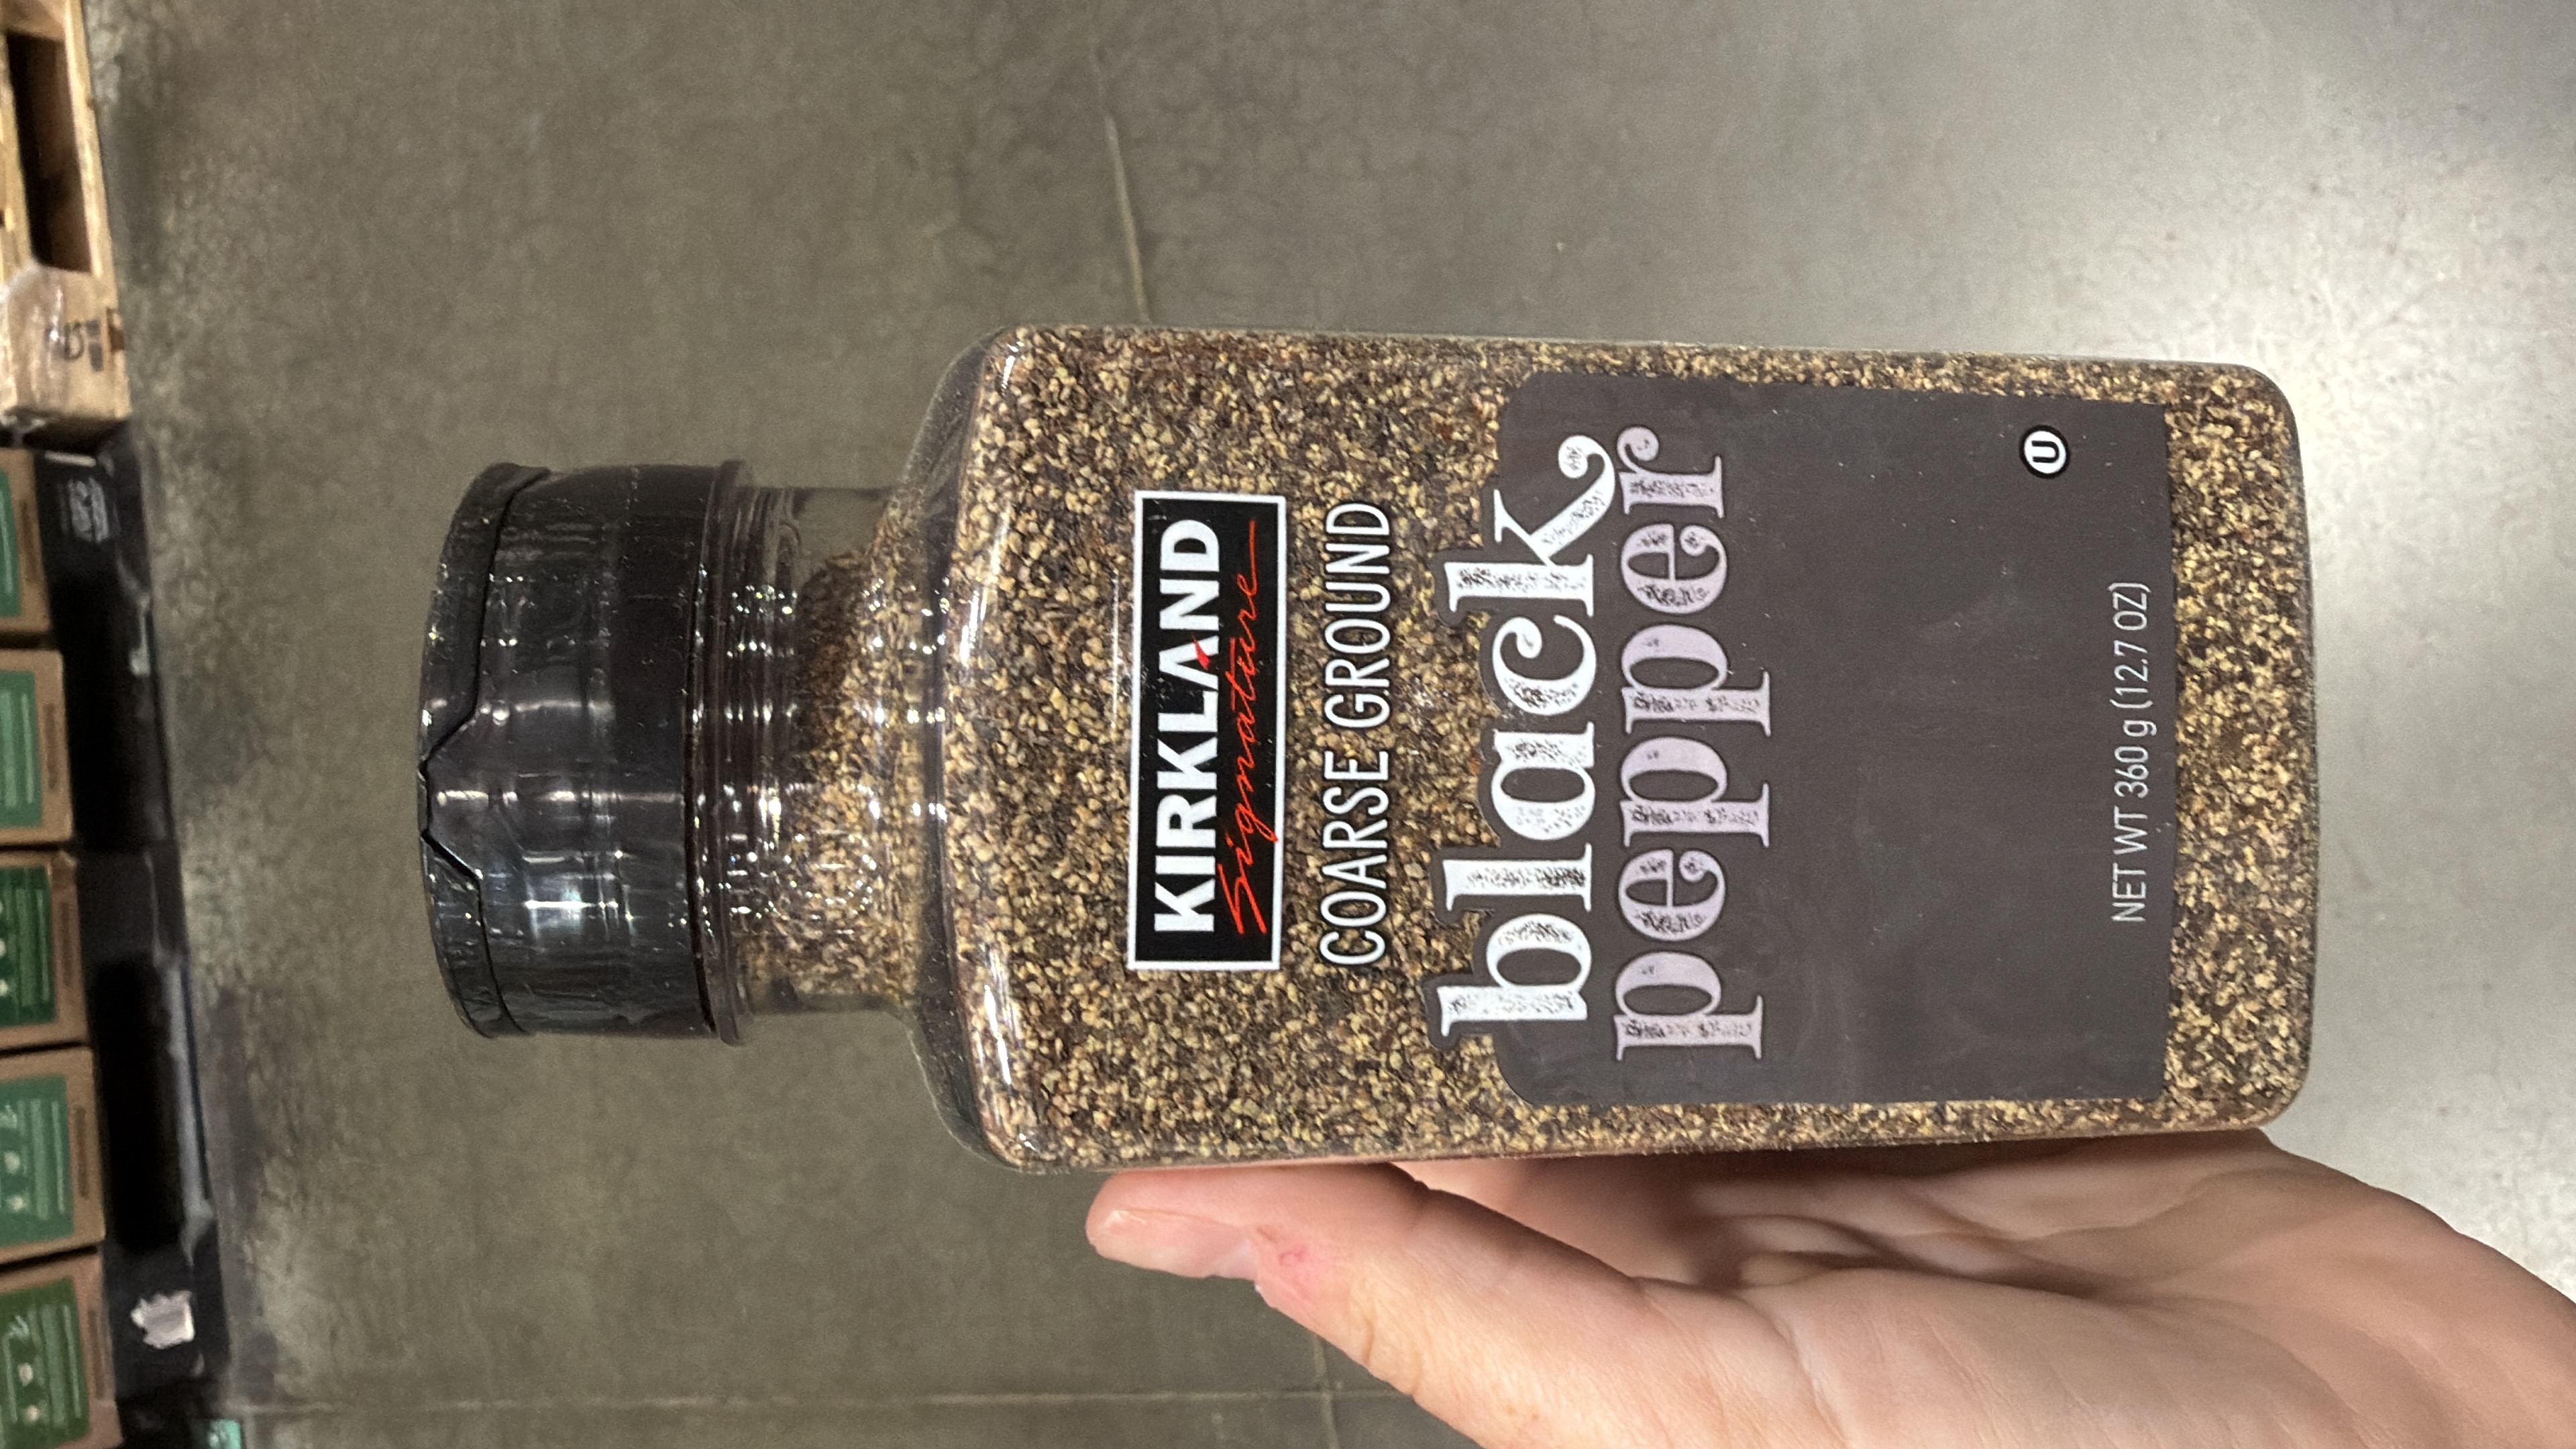 KIRKLAND
Signature
COARSE GROUND
black®
pepper
U
NET WT 360 g (12.7 OZ)